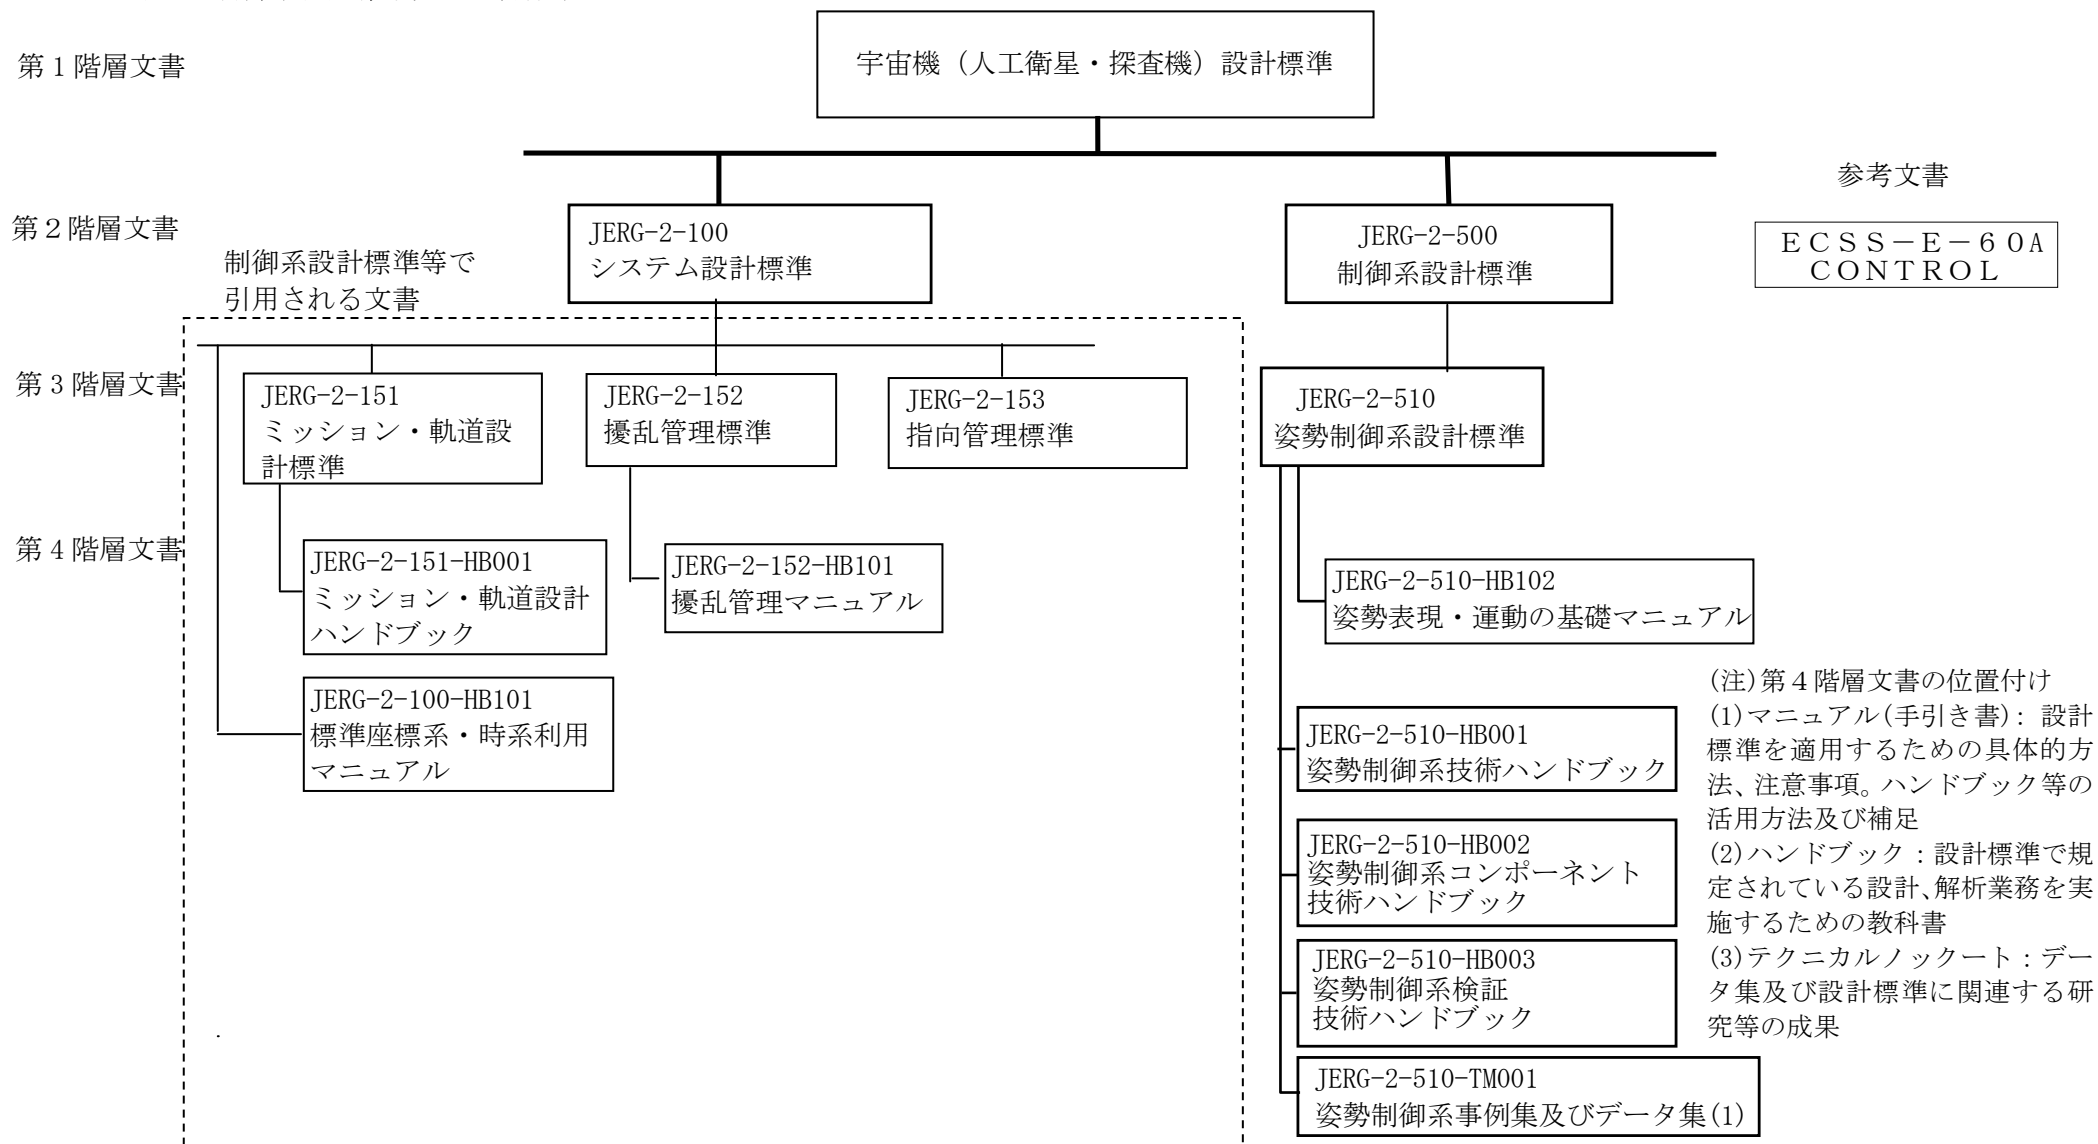 宇宙機（人工衛星・探査機）設計標準
第１階層文書
参考文書
第２階層文書
JERG-2-100
システム設計標準
JERG-2-500
制御系設計標準
ＥＣＳＳ－Ｅ－６０A
ＣＯＮＴＲＯＬ
制御系設計標準等で
引用される文書
第３階層文書
JERG-2-151
ミッション・軌道設
計標準
JERG-2-152
擾乱管理標準
JERG-2-153
指向管理標準
JERG-2-510
姿勢制御系設計標準
第４階層文書
JERG-2-151-HB001
ミッション・軌道設計
ハンドブック
JERG-2-152-HB101
擾乱管理マニュアル
JERG-2-510-HB102
姿勢表現・運動の基礎マニュアル
JERG-2-100-HB101
標準座標系・時系利用
マニュアル
JERG-2-510-HB001
姿勢制御系技術ハンドブック
JERG-2-510-HB002
姿勢制御系コンポーネント
技術ハンドブック
JERG-2-510-HB003
姿勢制御系検証
技術ハンドブック
JERG-2-510-TM001
姿勢制御系事例集及びデータ集(1)
(注)第４階層文書の位置付け
(1)マニュアル(手引き書)：設計
標準を適用するための具体的方
法、注意事項。ハンドブック等の
活用方法及び補足
(2)ハンドブック：設計標準で規
定されている設計、解析業務を実
施するための教科書
(3)テクニカルノックート：デー
タ集及び設計標準に関連する研
究等の成果